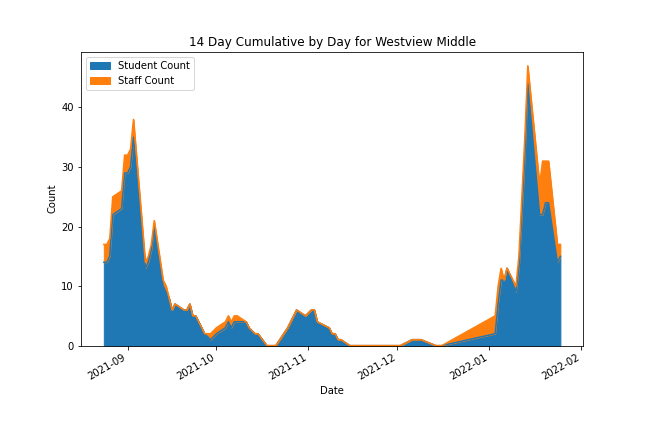 14 Day Cumulative by Day for Westview Middle
Student Count
Staff Count
Count
40
30
20
10
0
2021-09
2021-10
2021-11
2021-12
2022-01
2022-02
Date